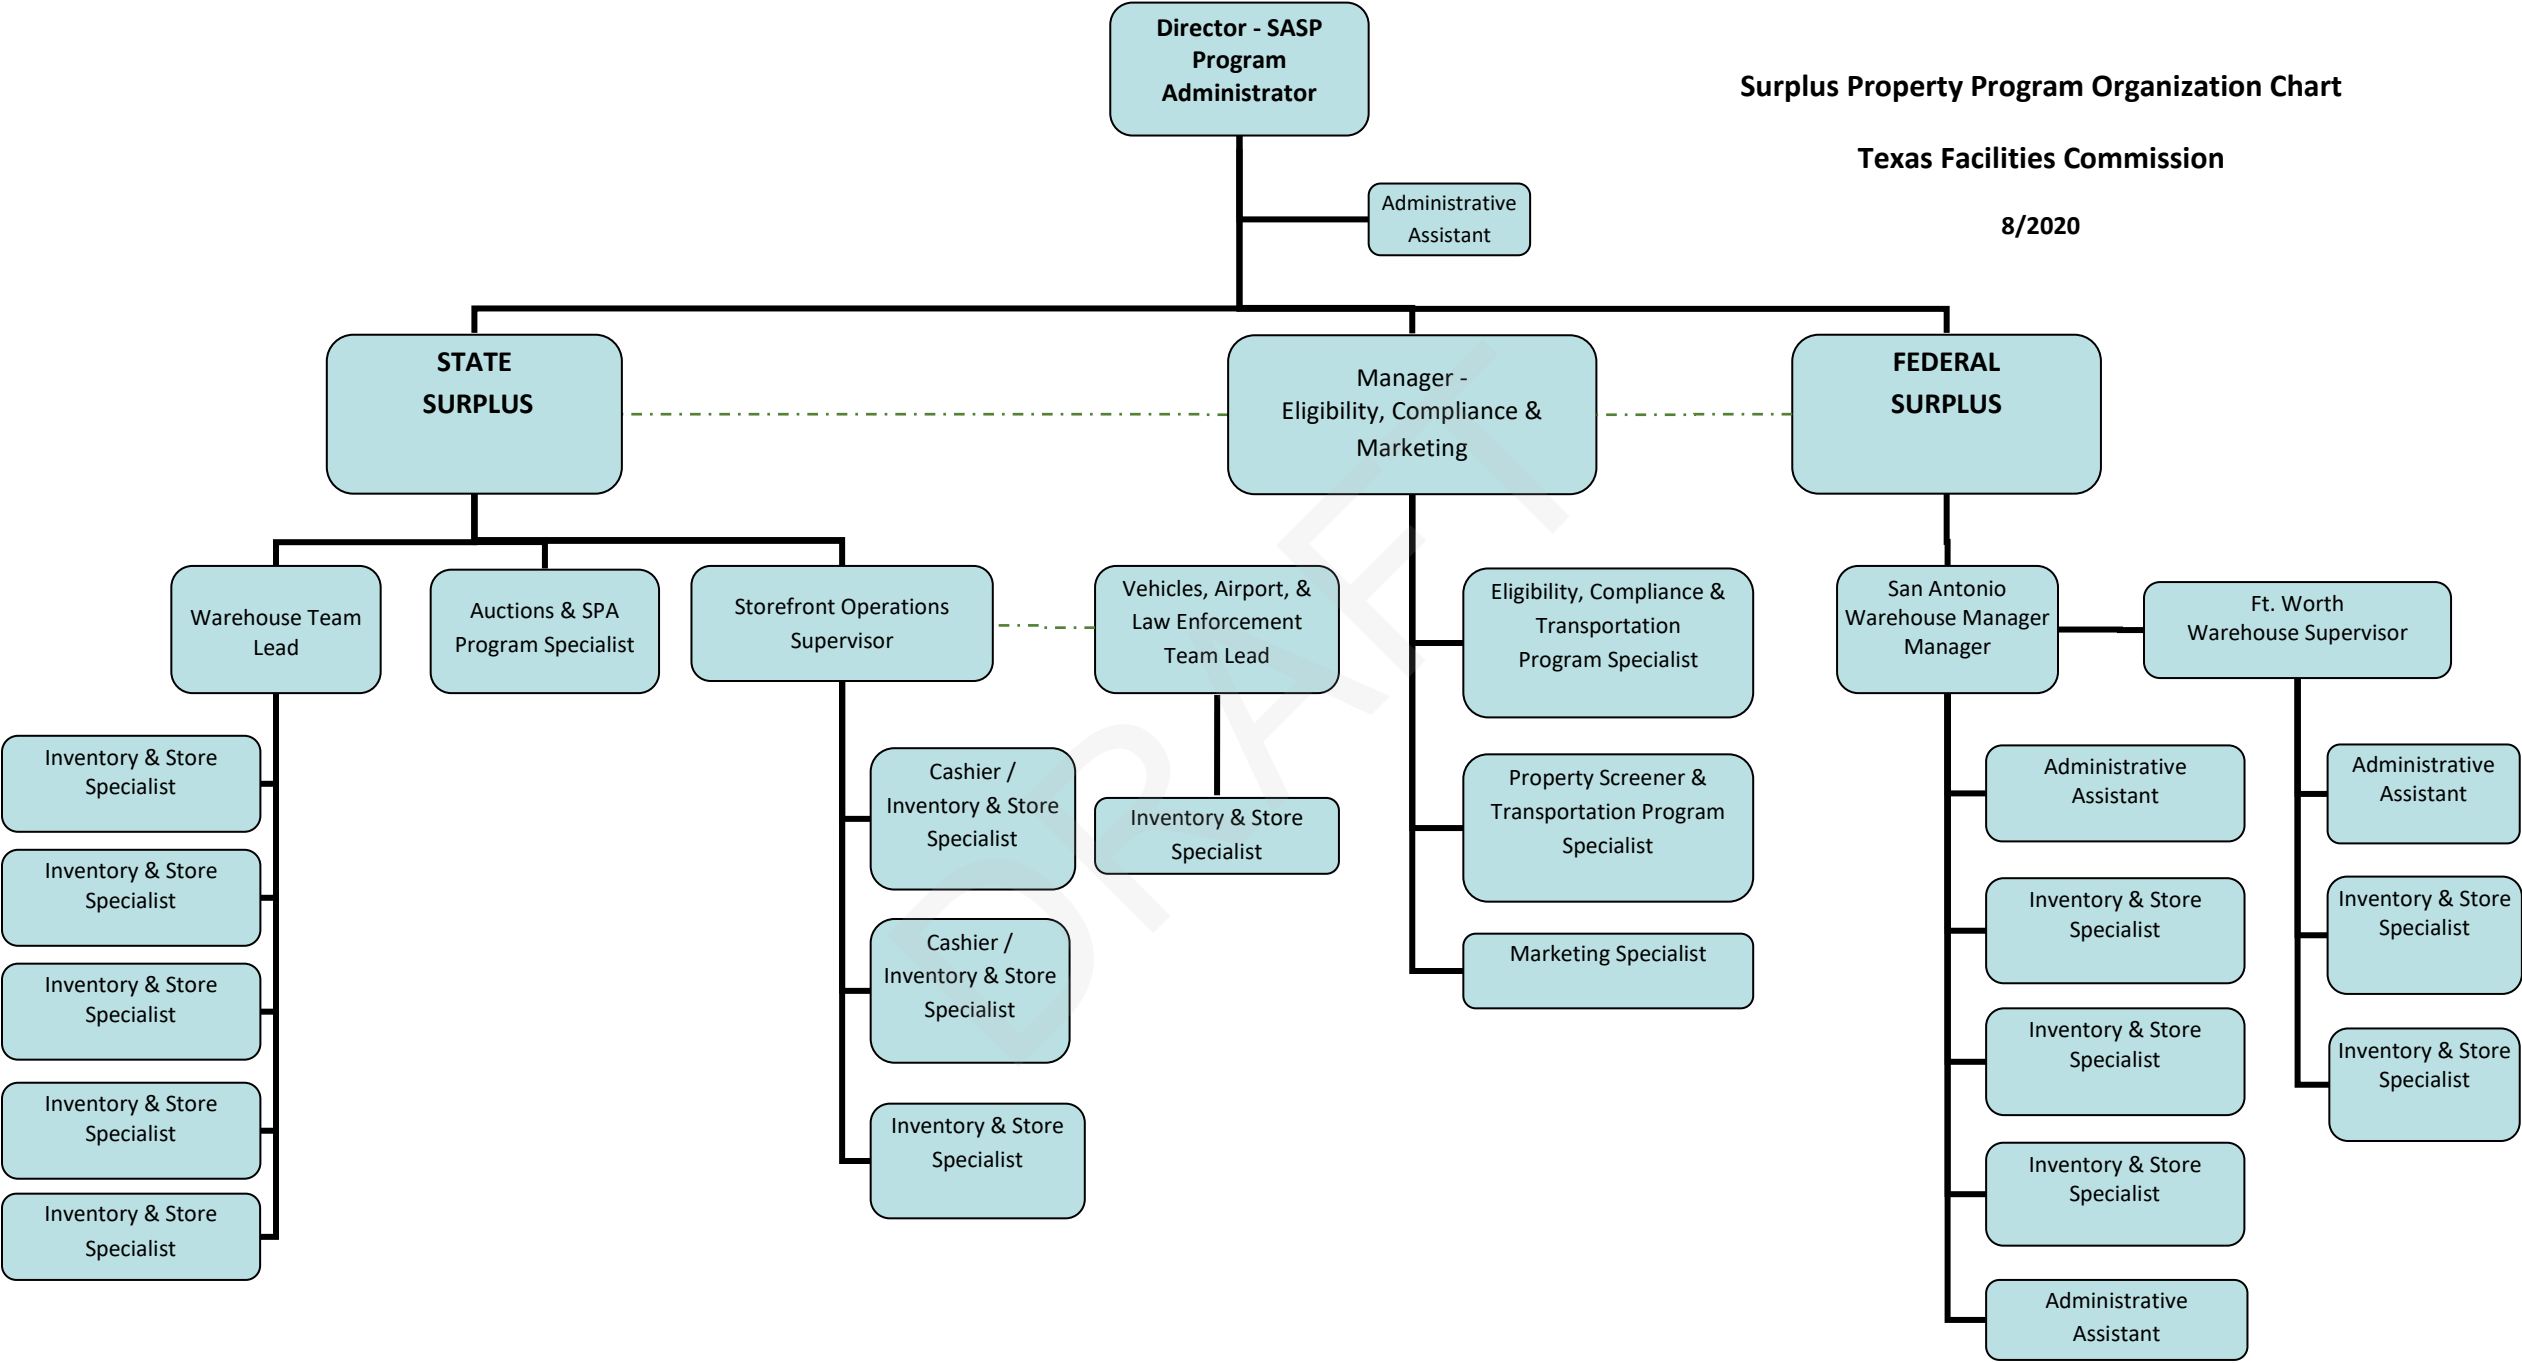 Director - SASP
Program
Administrator
Surplus Property Program Organization Chart
Texas Facilities Commission
8/2020
Administrative
Assistant
STATE
SURPLUS
Manager -
Eligibility, Compliance &
Marketing
FEDERAL
SURPLUS
Warehouse Team
Lead
Auctions & SPA
Program Specialist
Storefront Operations
Supervisor
Vehicles, Airport, &
Law Enforcement
Team Lead
Eligibility, Compliance &
Transportation
Program Specialist
San Antonio
Warehouse Manager
Manager
Ft. Worth
Warehouse Supervisor
Inventory & Store
Specialist
Inventory & Store
Specialist
Inventory & Store
Specialist
Inventory & Store
Specialist
Inventory & Store
Specialist
Cashier /
Inventory & Store
Specialist
Cashier /
Inventory & Store
Specialist
Inventory & Store
Specialist
Inventory & Store
Specialist
Property Screener &
Transportation Program
Specialist
Marketing Specialist
Administrative
Assistant
Inventory & Store
Specialist
Inventory & Store
Specialist
Inventory & Store
Specialist
Administrative
Assistant
Administrative
Assistant
Inventory & Store
Specialist
Inventory & Store
Specialist
DRAFT